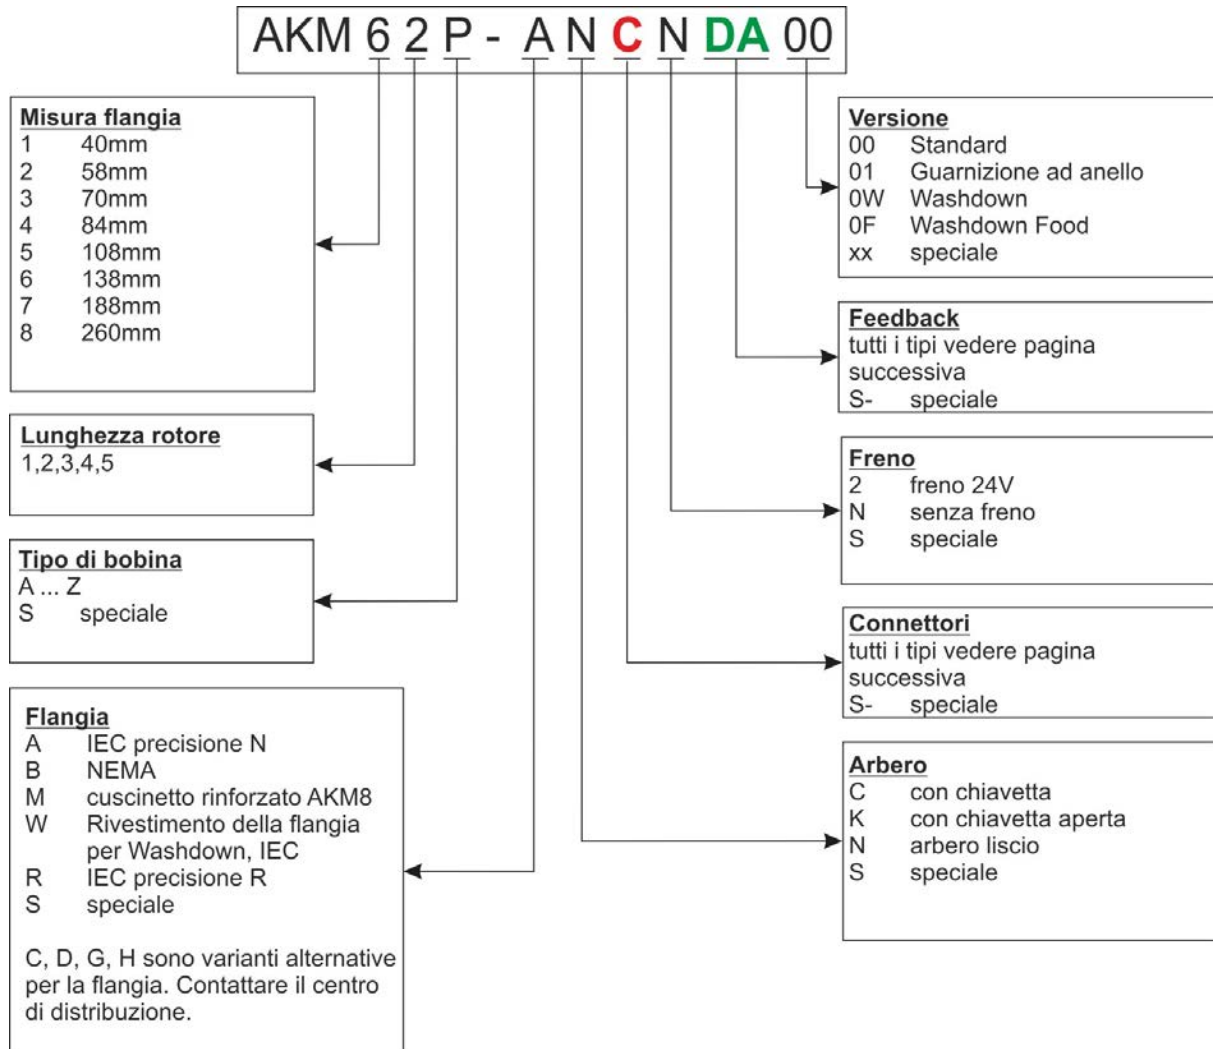 AKM 6 2 P - A N C N DA 00
Misura flangia
1 40mm
2 58mm
3 70mm
4 84mm
5 108mm
6 138mm
7 188mm
8 260mm
Lunghezza rotore
1,2,3,4,5
Tipo di bobina
A ... Z
S speciale
Flangia
A IEC precisione N
B NEMA
M cuscinetto rinforzato AKM8
W Rivestimento della flangia
per Washdown, IEC
R IEC precisione R
S speciale
C, D, G, H sono varianti alternative
per la flangia. Contattare il centro
di distribuzione.
Versione
00 Standard
01 Guarnizione ad anello
0W Washdown
0F Washdown Food
xx speciale
Feedback
tutti i tipi vedere pagina
successiva
S- speciale
Freno
2 freno 24V
N senza freno
S speciale
Connettori
tutti i tipi vedere pagina
successiva
S- speciale
Arbero
C con chiavetta
K con chiavetta aperta
N arbero liscio
S speciale